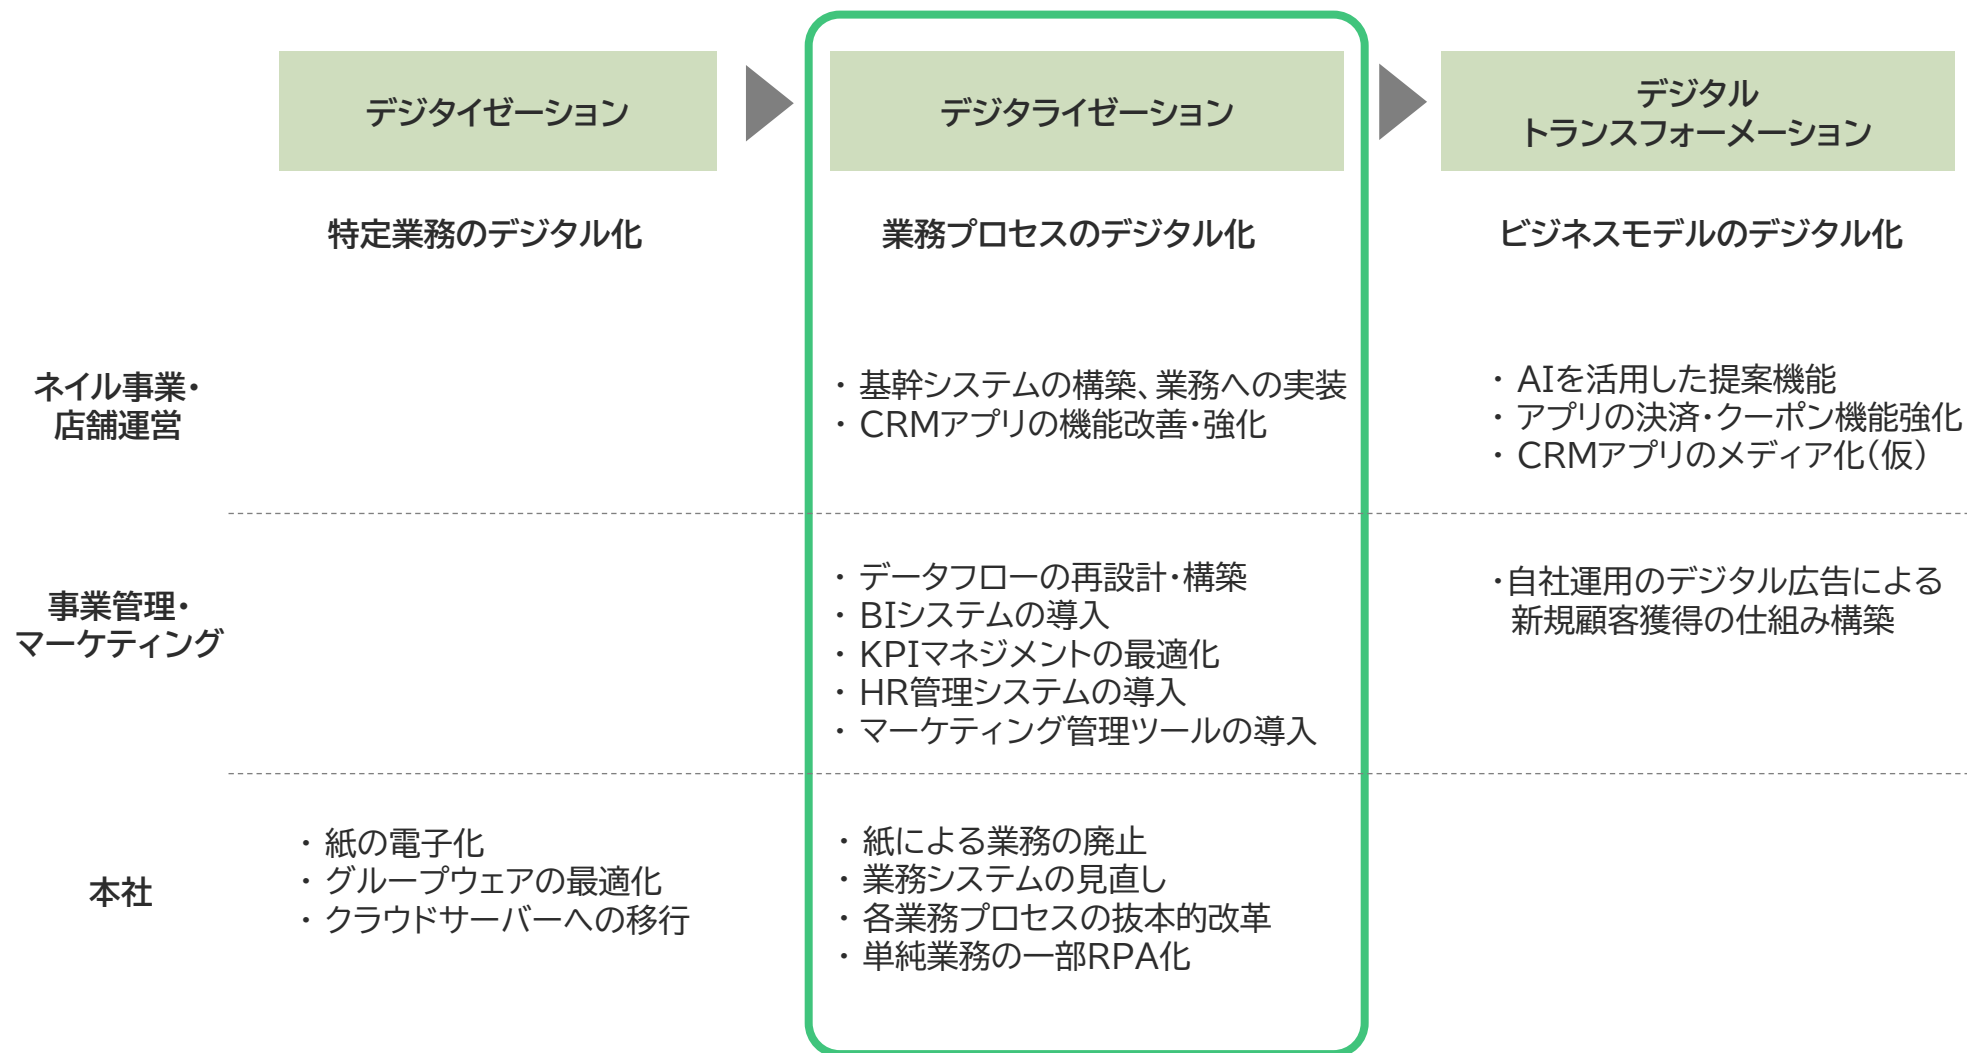 デジタイゼーション
デジタライゼーション
デジタル
トランスフォーメーション
特定業務のデジタル化
業務プロセスのデジタル化
ビジネスモデルのデジタル化
ネイル事業・
店舗運営
・ 基幹システムの構築、業務への実装
・ CRMアプリの機能改善・強化
・ AIを活用した提案機能
・ アプリの決済・クーポン機能強化
・ CRMアプリのメディア化(仮)
事業管理・
マーケティング
・ データフローの再設計・構築
・ BIシステムの導入
・ KPIマネジメントの最適化
・ HR管理システムの導入
・ マーケティング管理ツールの導入
・自社運用のデジタル広告による
新規顧客獲得の仕組み構築
本社
・ 紙の電子化
・ グループウェアの最適化
・ クラウドサーバーへの移行
・ 紙による業務の廃止
・ 業務システムの見直し
・ 各業務プロセスの抜本的改革
・ 単純業務の一部RPA化